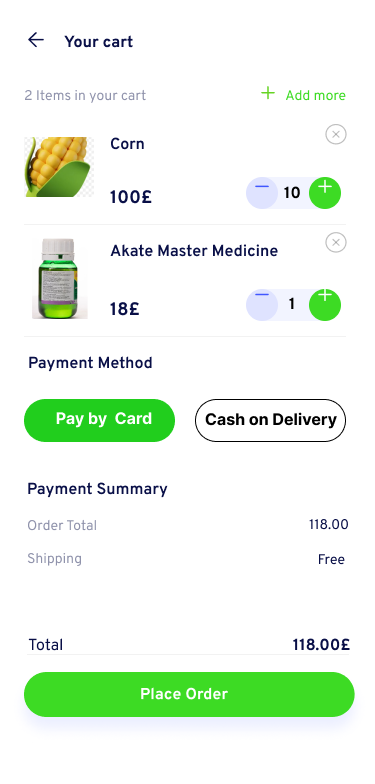 Your cart
2 Items in your cart
Add more
Corn
100£
10
Akate Master Medicine
18£
1
Payment Method
Pay by Card
Cash on Delivery
Payment Summary
Order Total 118.00
Shipping Free
Total 118.00£
Place Order